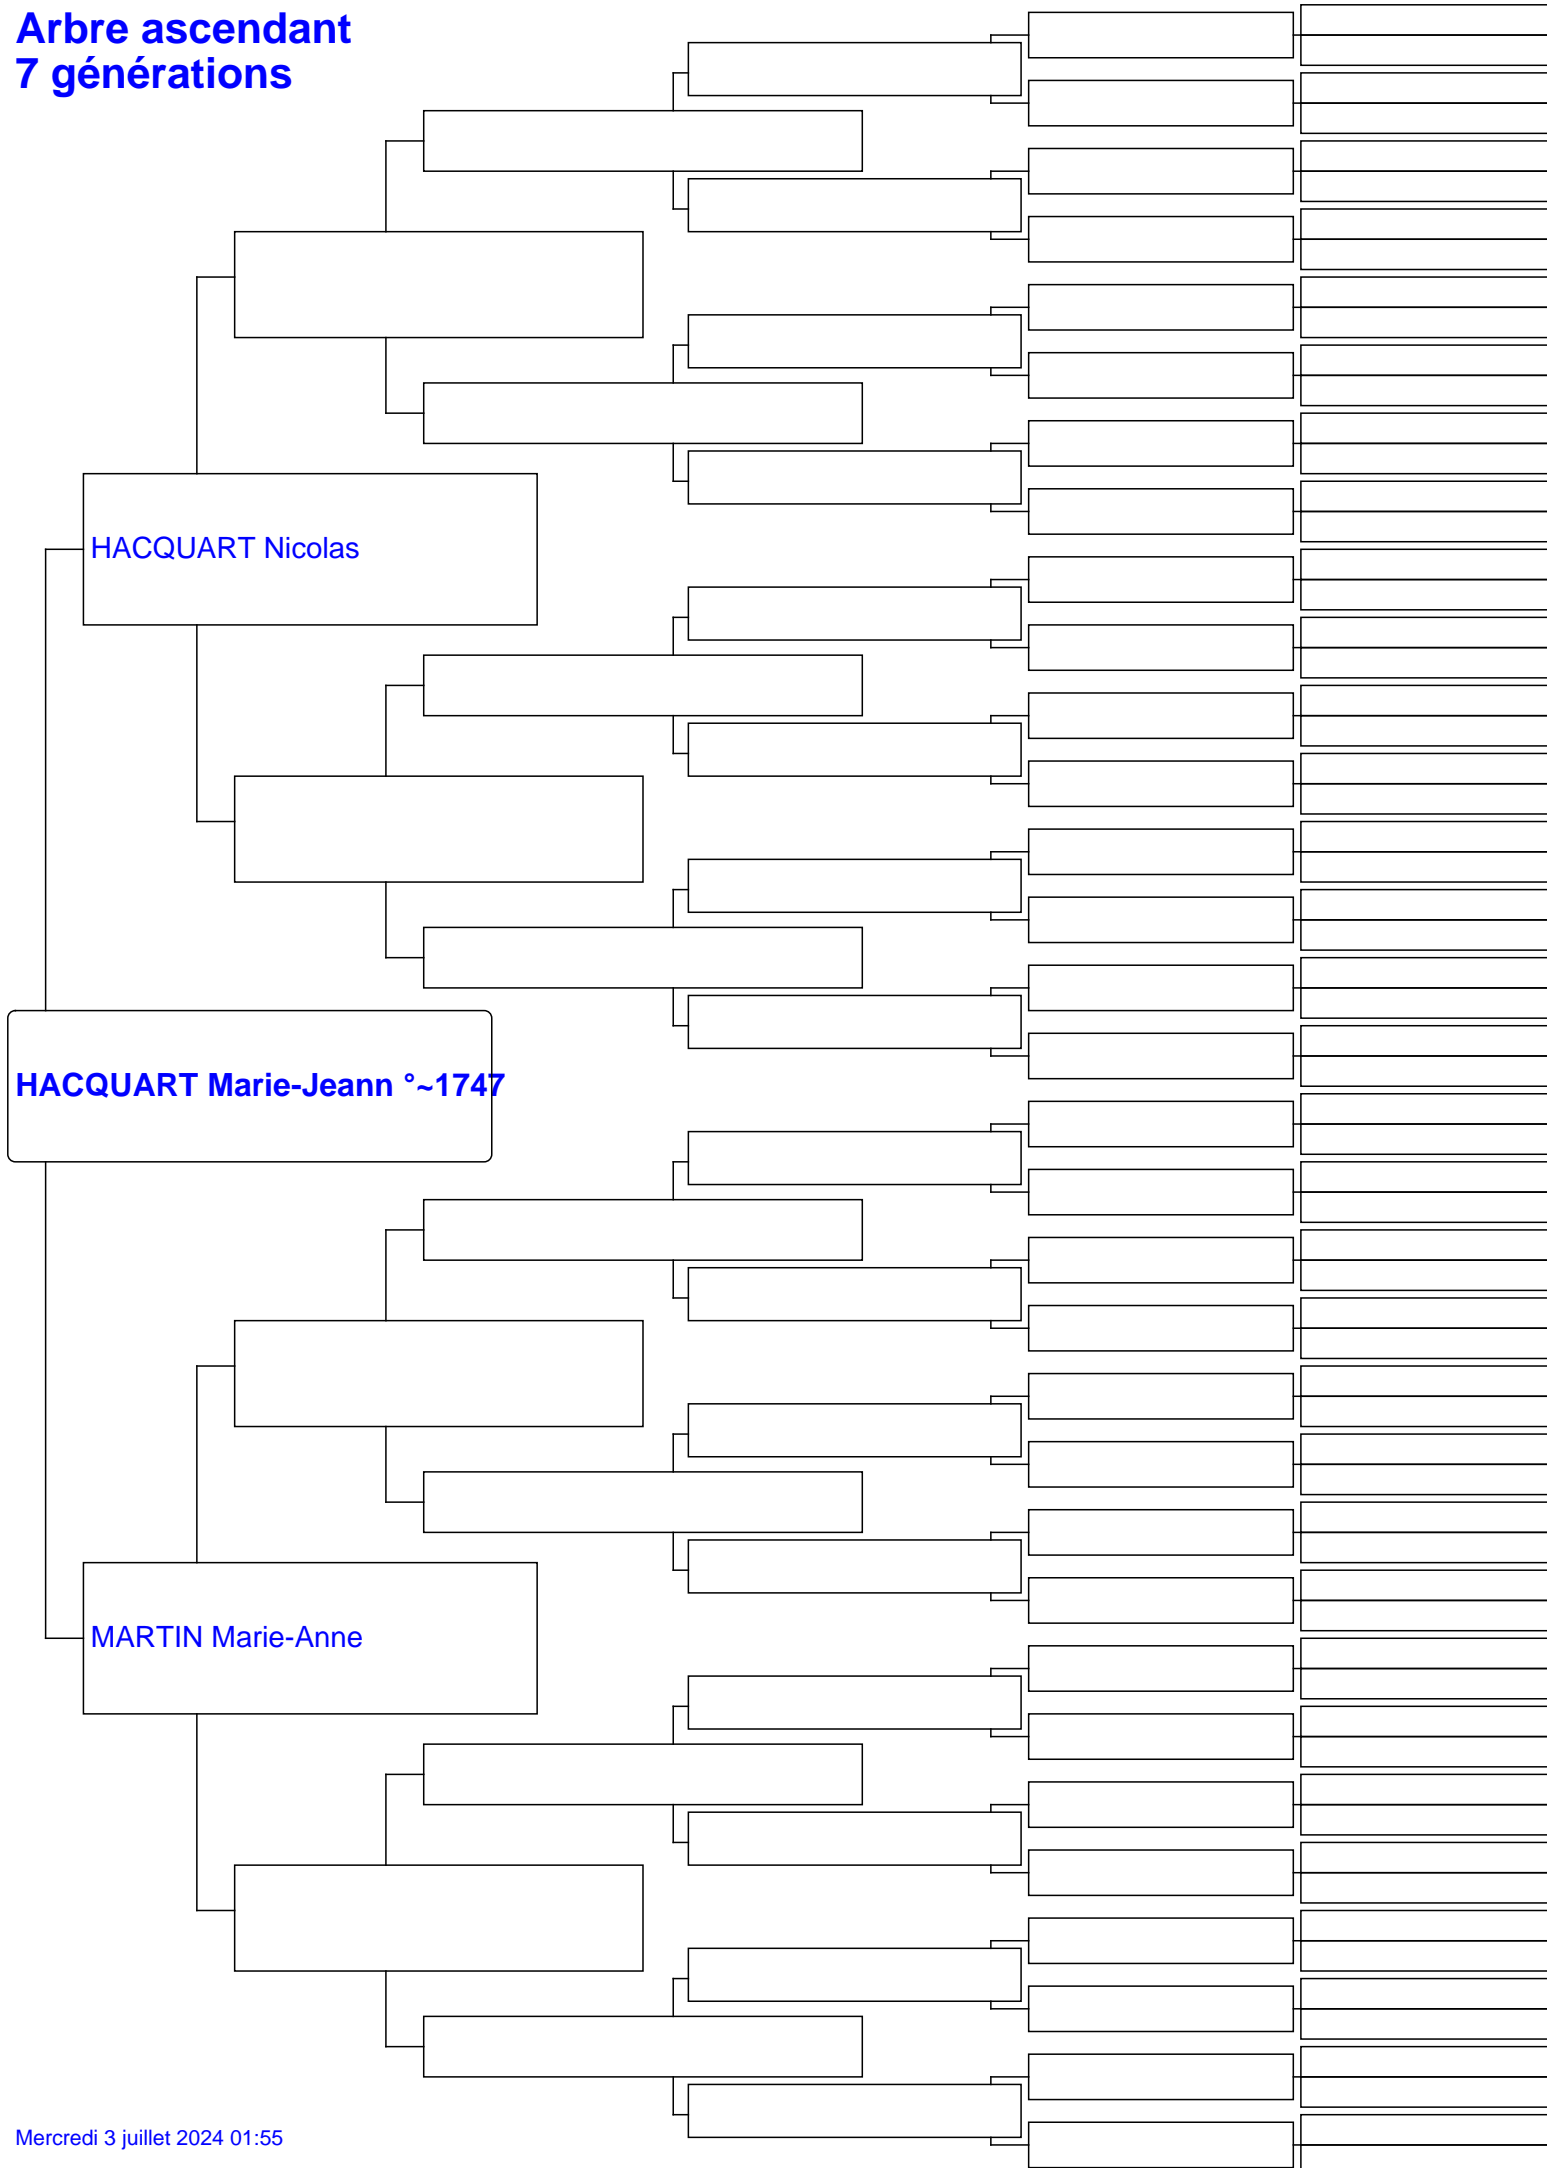 Arbre ascendant
7 générations
HACQUART Nicolas
HACQUART Marie-Jeann °~1747
MARTIN Marie-Anne
Mercredi 3 juillet 2024 01:55